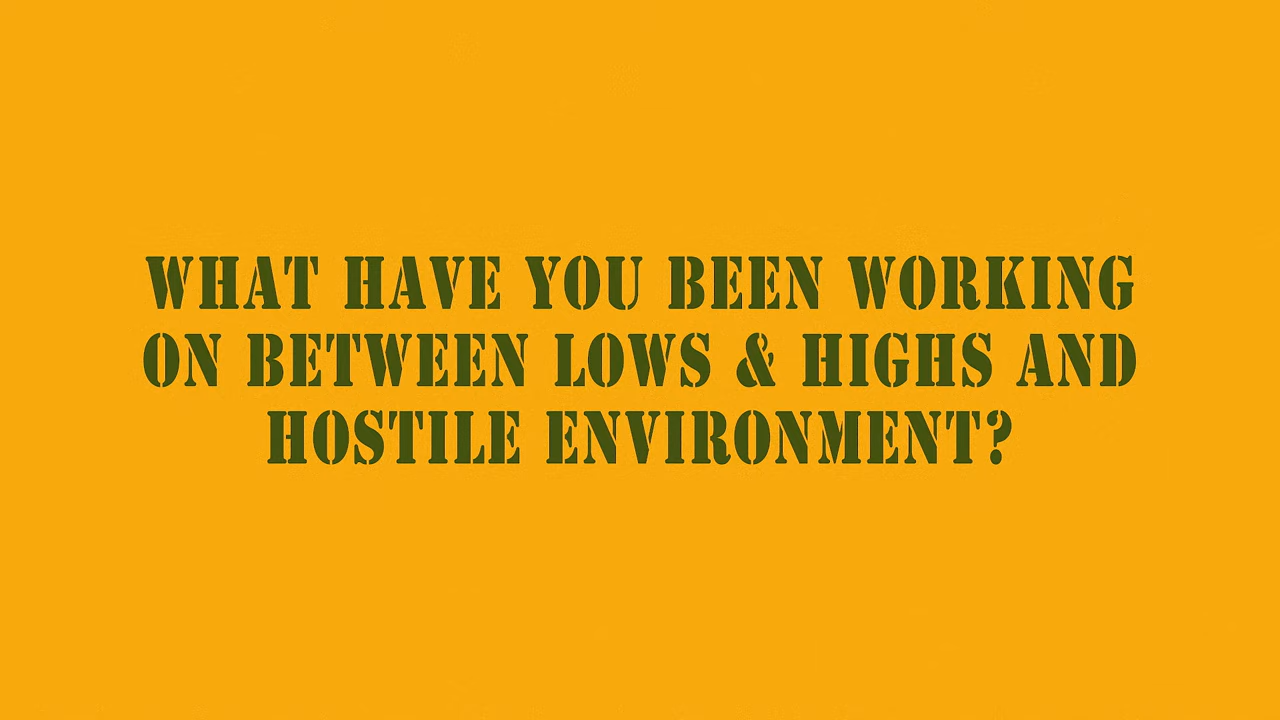 WHAT HAVE YOU BEEN WORKING
ON BETWEEN LOWS & HIGHS AND
HOSTILE ENVIRONMENT?